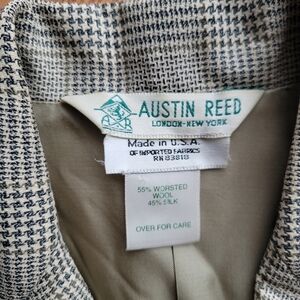 AUSTIN REED
LONDON-NEW YORK
Made in U.S.A.
OF IMPORTED FABRICS
RN 83818
55% WORSTED
WOOL
45% SILK
OVER FOR CARE